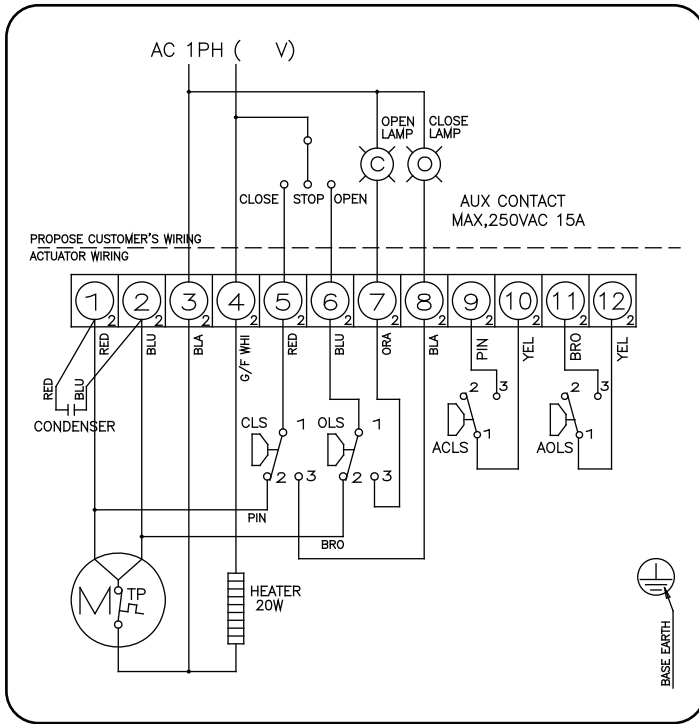 AC 1PH ( V)
OPEN LAMP
CLOSE LAMP
C
O
CLOSE STOP OPEN
AUX CONTACT
MAX,250VAC 15A
PROPOSE CUSTOMER'S WIRING
ACTUATOR WIRING
1 2 3 4 5 6 7 8 9 10 11 12
2 2 2 2 2 2 2 2 2 2 2 2
RED
BLU
BLA
G/F WHI
RED
BLU
ORA
BLA
PIN
YEL
BRO
YEL
RED
BLU
CONDENSER
CLS
1
2
3
OLS
1
2
3
2
3
1
ACLS
2
3
1
AOLS
PIN
BRO
M
TP
HEATER
20W
BASE EARTH